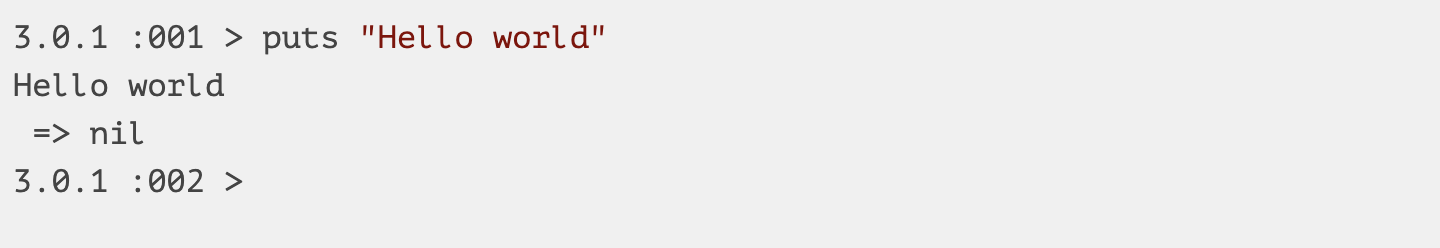 3.0.1 :001 > puts "Hello world"
Hello world
 => nil
3.0.1 :002 >